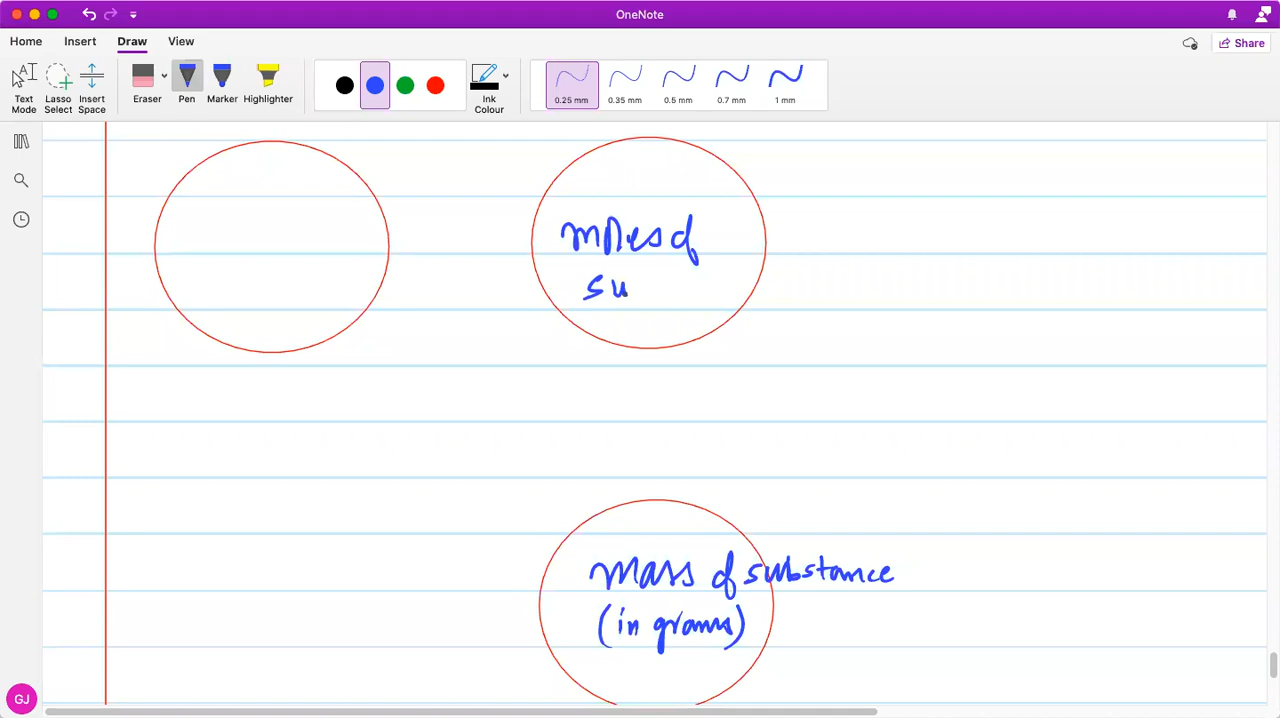 OneNote
Home Insert Draw View
Share
Text Mode
Lasso Select
Insert Space
Eraser
Pen
Marker
Highlighter
Ink Colour
0.25 mm
0.35 mm
0.5 mm
0.7 mm
1 mm
moles of
su
mass of substance
(in grams)
GJ